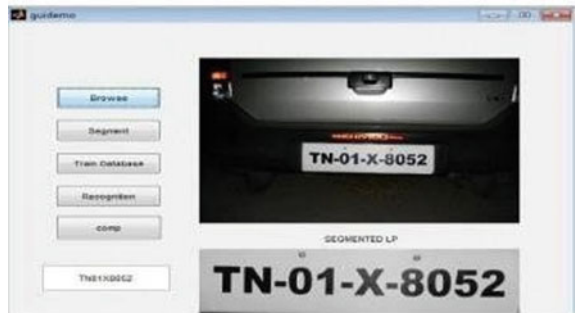 guidemo
Browse
Segment
Train Database
Recognition
comp
TN-01-X-8052
SEGMENTED LP
TN-01-X-8052
TN01X8052